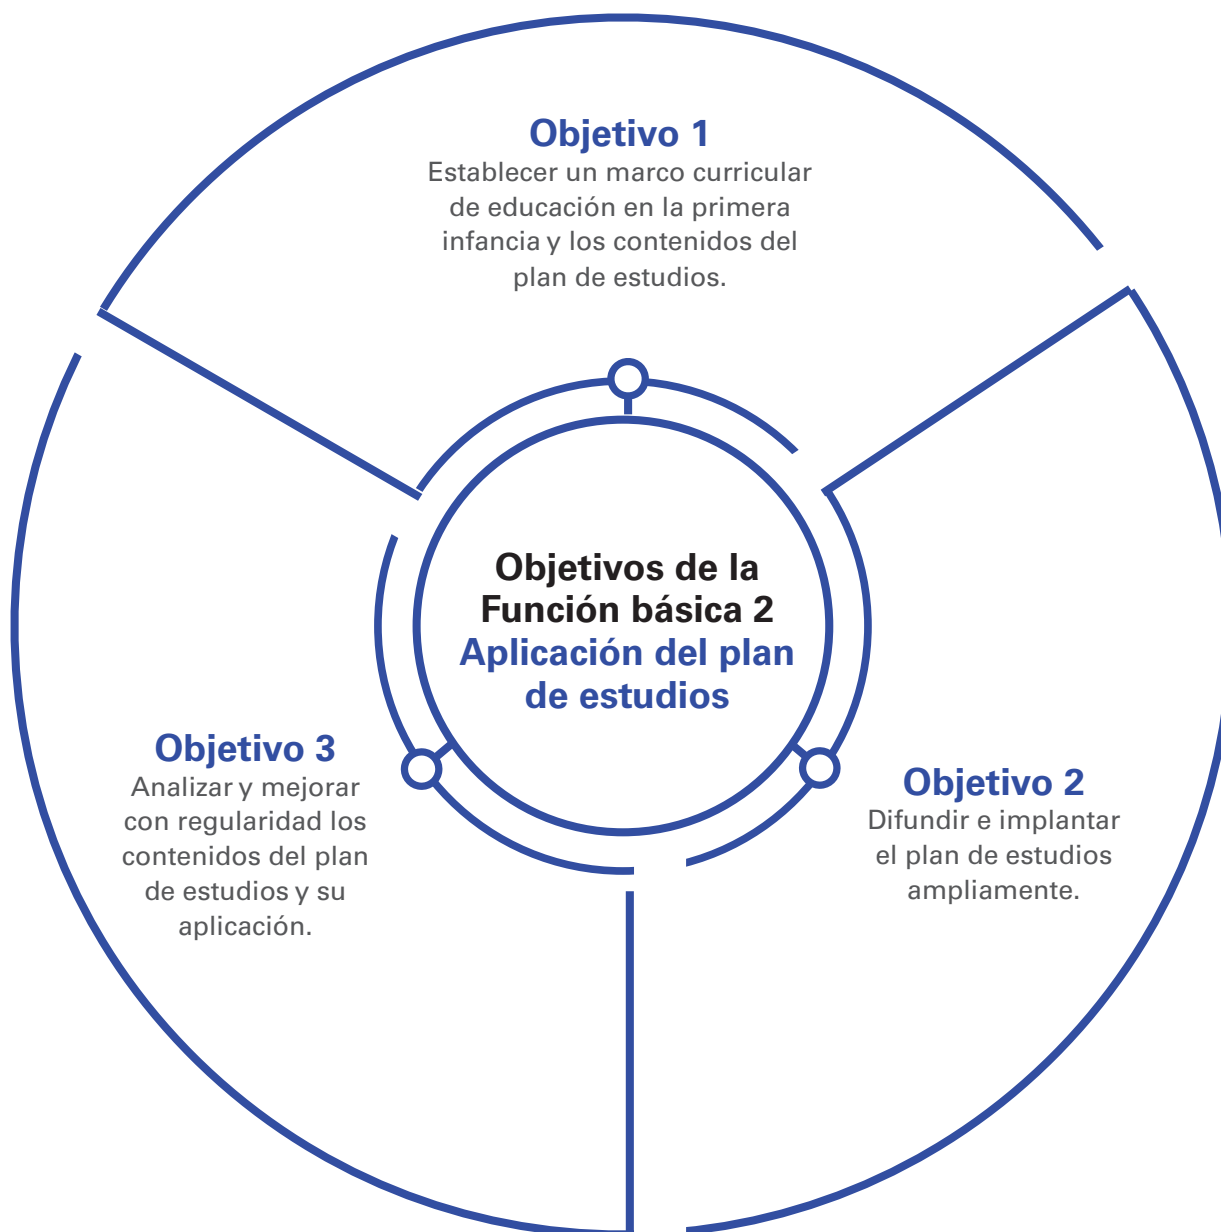 Objetivo 1
Establecer un marco curricular
de educación en la primera
infancia y los contenidos del
plan de estudios.
Objetivos de la
Función básica 2
Aplicación del plan
de estudios
Objetivo 2
Difundir e implantar
el plan de estudios
ampliamente.
Objetivo 3
Analizar y mejorar
con regularidad los
contenidos del plan
de estudios y su
aplicación.